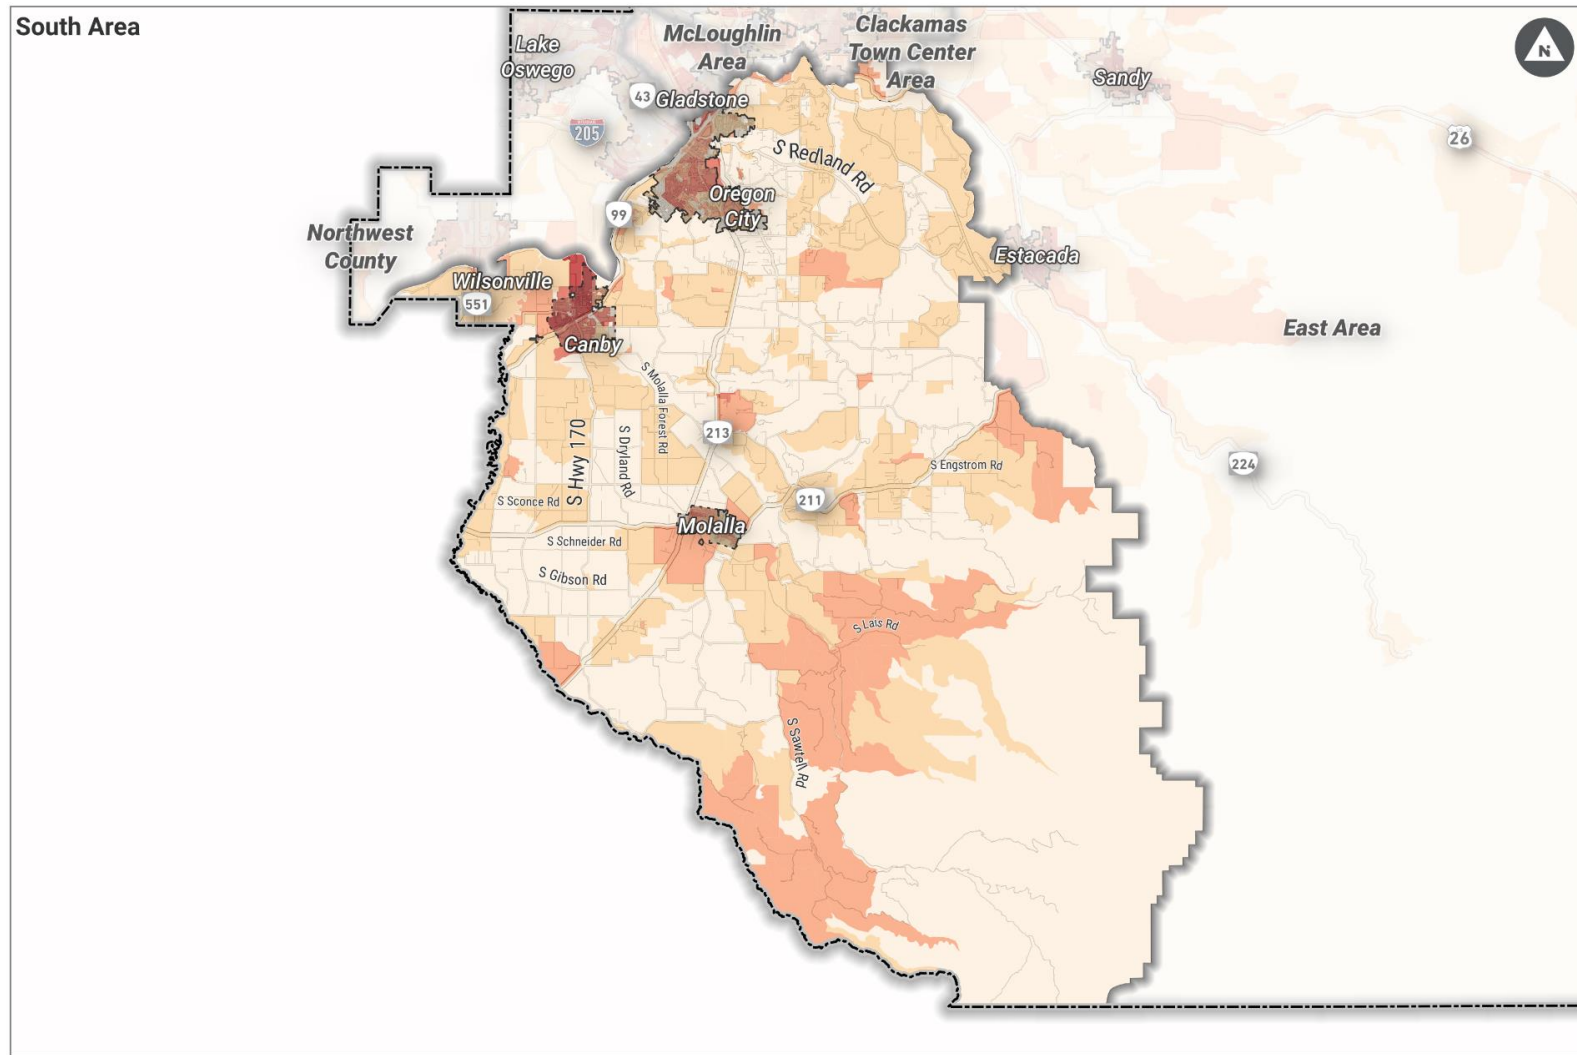 South Area
N
Lake
Oswego
McLoughlin
Area
Clackamas
Town Center
Area
Sandy
43
Gladstone
205
26
S Redland Rd
Oregon
City
99
Northwest
County
Wilsonville
551
Estacada
East Area
Canby
S Molalla Forest Rd
213
S Hwy 170
S Dryland Rd
S Engstrom Rd
224
S Sconce Rd
211
Molalla
S Schneider Rd
S Gibson Rd
S Lais Rd
S Sawtell Rd